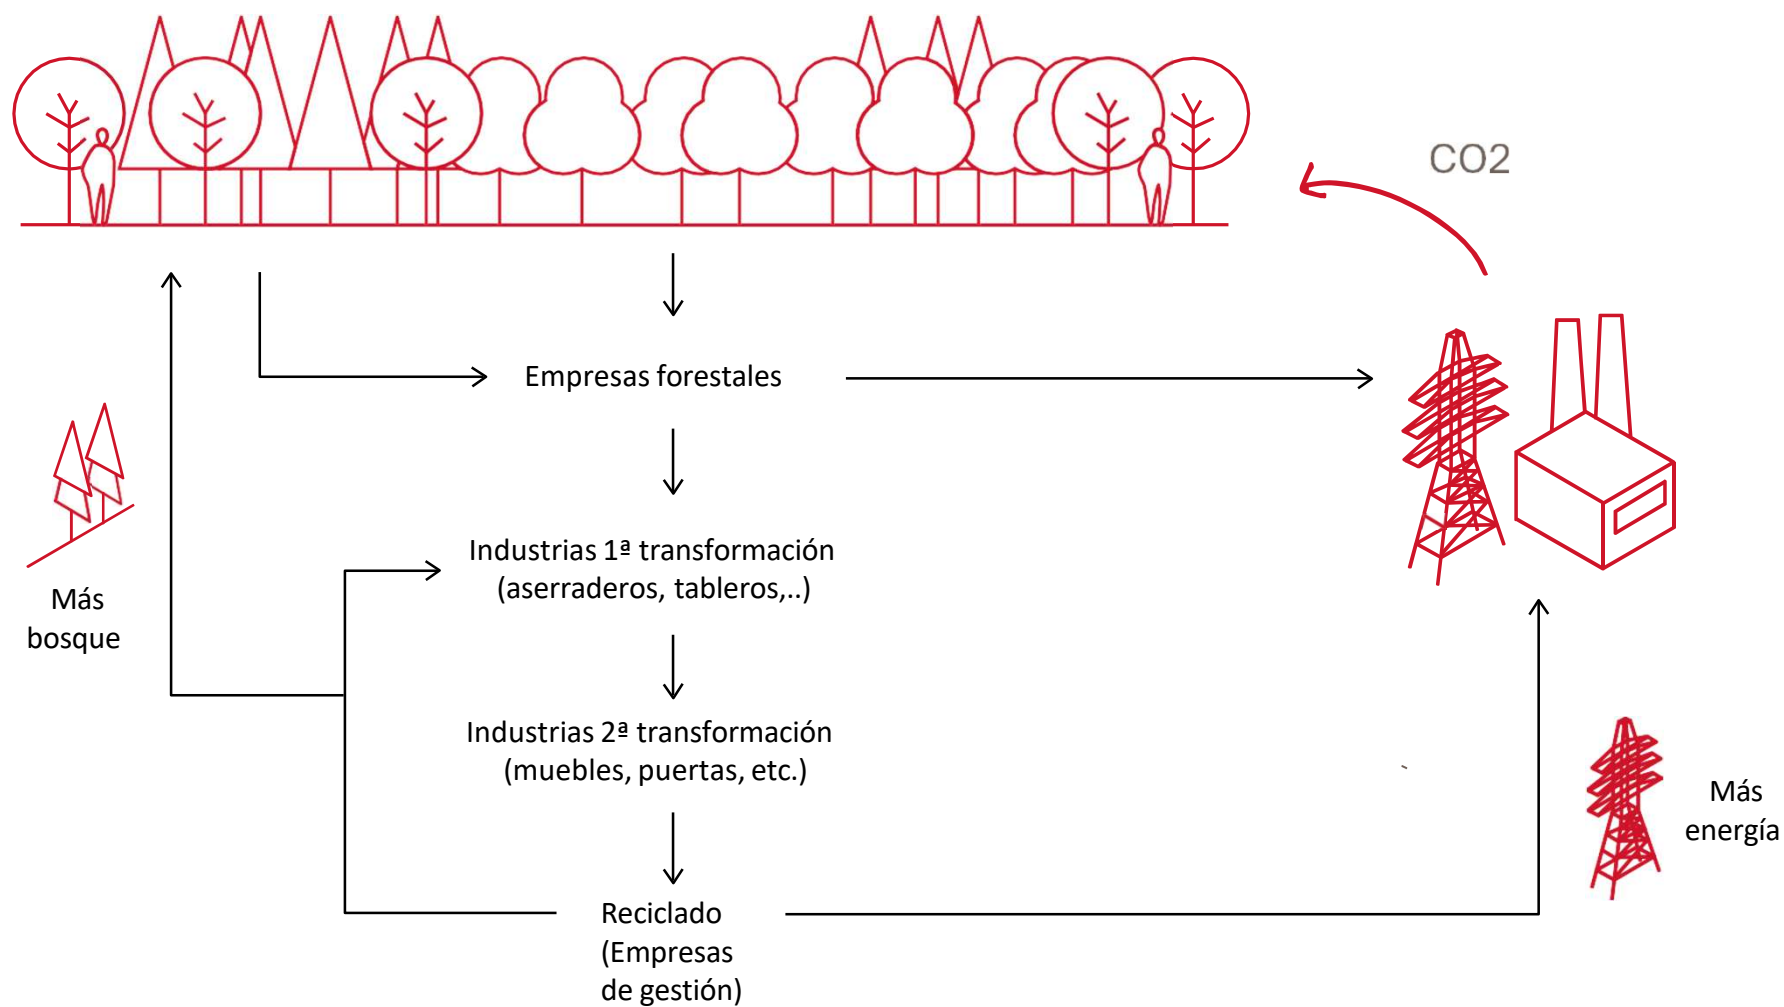 CO2
Empresas forestales
Industrias 1ª transformación
(aserraderos, tableros,..)
Más
bosque
Industrias 2ª transformación
(muebles, puertas, etc.)
Más
energía
Reciclado
(Empresas
de gestión)